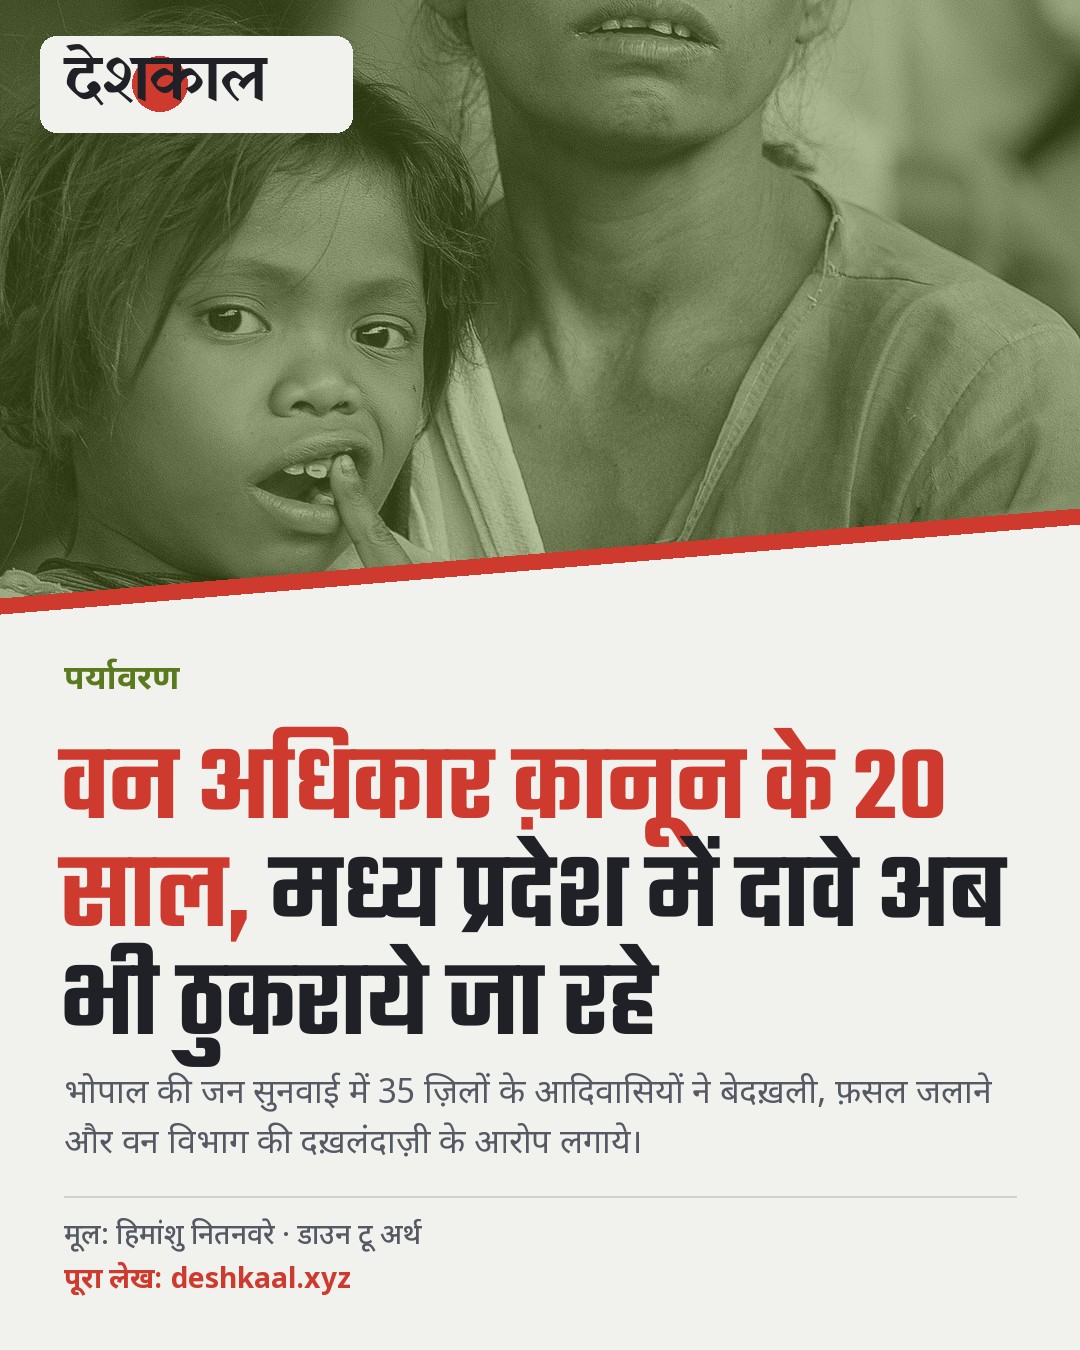 देशकाल
पर्यावरण
वन अधिकार क़ानून के 20
साल, मध्य प्रदेश में दावे अब
भी ठुकराये जा रहे
भोपाल की जन सुनवाई में 35 ज़िलों के आदिवासियों ने बेदख़ली, फ़सल जलाने
और वन विभाग की दख़लंदाज़ी के आरोप लगाये।
मूल: हिमांशु नितनवरे · डाउन टू अर्थ
पूरा लेख: deshkaal.xyz